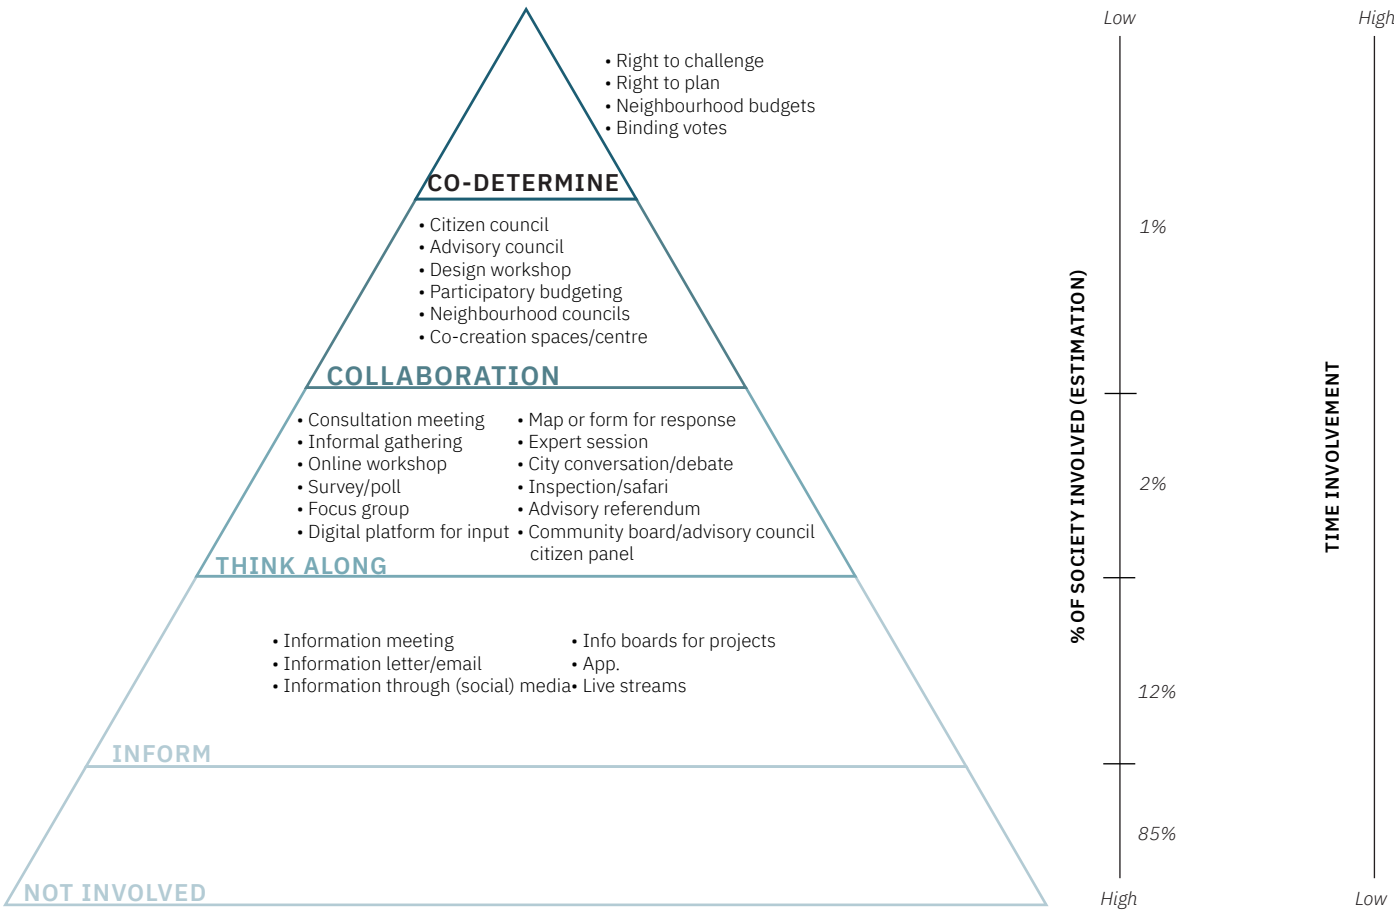 Low
High
• Right to challenge
• Right to plan
• Neighbourhood budgets
• Binding votes
CO-DETERMINE
• Citizen council
• Advisory council
• Design workshop
• Participatory budgeting
• Neighbourhood councils
• Co-creation spaces/centre
COLLABORATION
• Consultation meeting
• Informal gathering
• Online workshop
• Survey/poll
• Focus group
• Digital platform for input
• Map or form for response
• Expert session
• City conversation/debate
• Inspection/safari
• Advisory referendum
• Community board/advisory council
citizen panel
THINK ALONG
• Information meeting
• Information letter/email
• Information through (social) media
• Info boards for projects
• App.
• Live streams
INFORM
NOT INVOLVED
% OF SOCIETY INVOLVED (ESTIMATION)
1%
2%
12%
85%
High
TIME INVOLVEMENT
Low